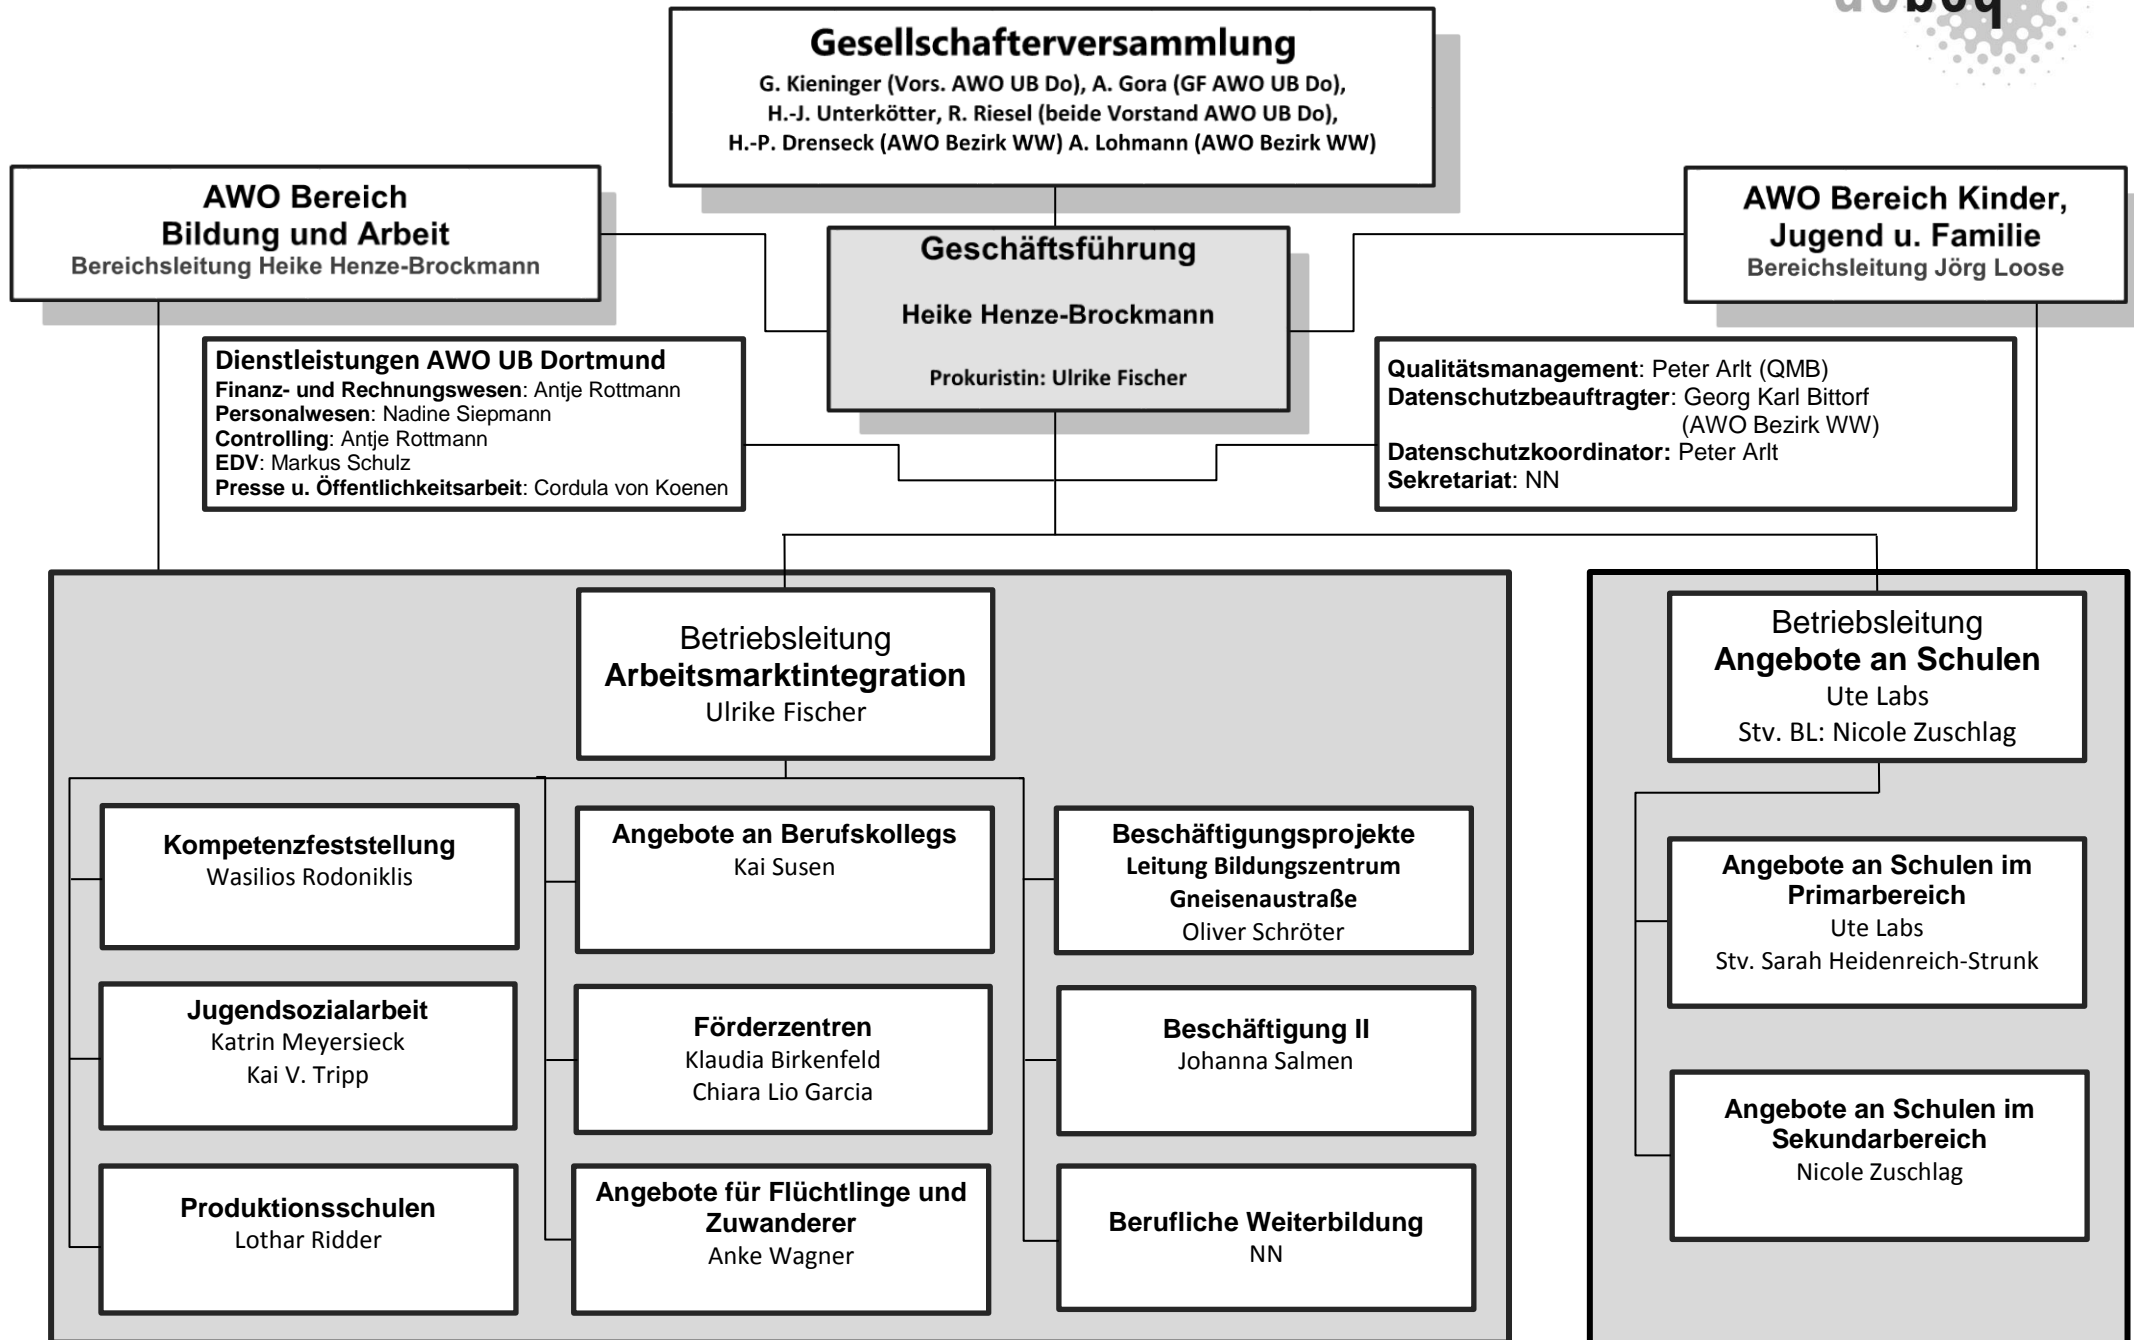 doboq
Gesellschafterversammlung
G. Kieninger (Vors. AWO UB Do), A. Gora (GF AWO UB Do),
H.-J. Unterkötter, R. Riesel (beide Vorstand AWO UB Do),
H.-P. Drenseck (AWO Bezirk WW) A. Lohmann (AWO Bezirk WW)
AWO Bereich
Bildung und Arbeit
Bereichsleitung Heike Henze-Brockmann
Geschäftsführung
Heike Henze-Brockmann
Prokuristin: Ulrike Fischer
AWO Bereich Kinder,
Jugend u. Familie
Bereichsleitung Jörg Loose
Dienstleistungen AWO UB Dortmund
Finanz- und Rechnungswesen: Antje Rottmann
Personalwesen: Nadine Siepmann
Controlling: Antje Rottmann
EDV: Markus Schulz
Presse u. Öffentlichkeitsarbeit: Cordula von Koenen
Qualitätsmanagement: Peter Arlt (QMB)
Datenschutzbeauftragter: Georg Karl Bittorf
(AWO Bezirk WW)
Datenschutzkoordinator: Peter Arlt
Sekretariat: NN
Betriebsleitung
Arbeitsmarktintegration
Ulrike Fischer
Kompetenzfeststellung
Wasilios Rodoniklis
Jugendsozialarbeit
Katrin Meyersieck
Kai V. Tripp
Produktionsschulen
Lothar Ridder
Angebote an Berufskollegs
Kai Susen
Förderzentren
Klaudia Birkenfeld
Chiara Lio Garcia
Angebote für Flüchtlinge und
Zuwanderer
Anke Wagner
Beschäftigungsprojekte
Leitung Bildungszentrum
Gneisenaustraße
Oliver Schröter
Beschäftigung II
Johanna Salmen
Berufliche Weiterbildung
NN
Betriebsleitung
Angebote an Schulen
Ute Labs
Stv. BL: Nicole Zuschlag
Angebote an Schulen im
Primarbereich
Ute Labs
Stv. Sarah Heidenreich-Strunk
Angebote an Schulen im
Sekundarbereich
Nicole Zuschlag